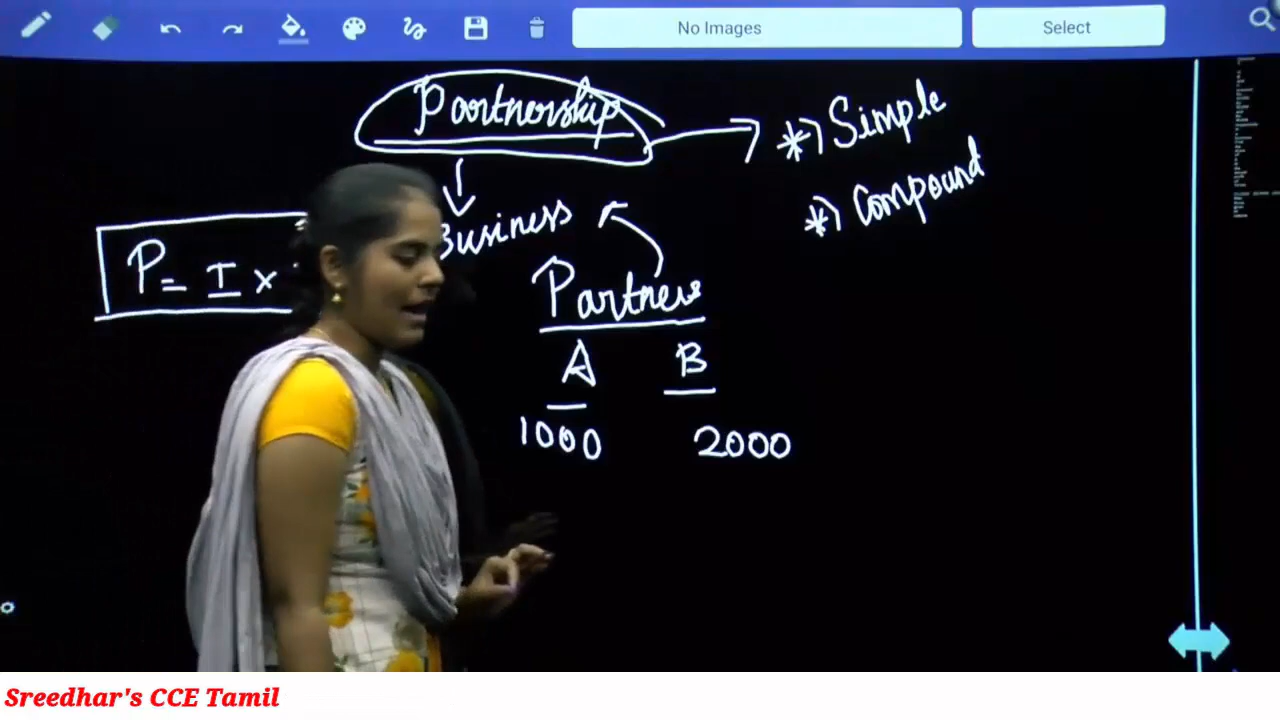 No Images
Select
Partnership
*) Simple
*) Compound
Business
P = I x
Partners
A B
1000 2000
Sreedhar's CCE Tamil